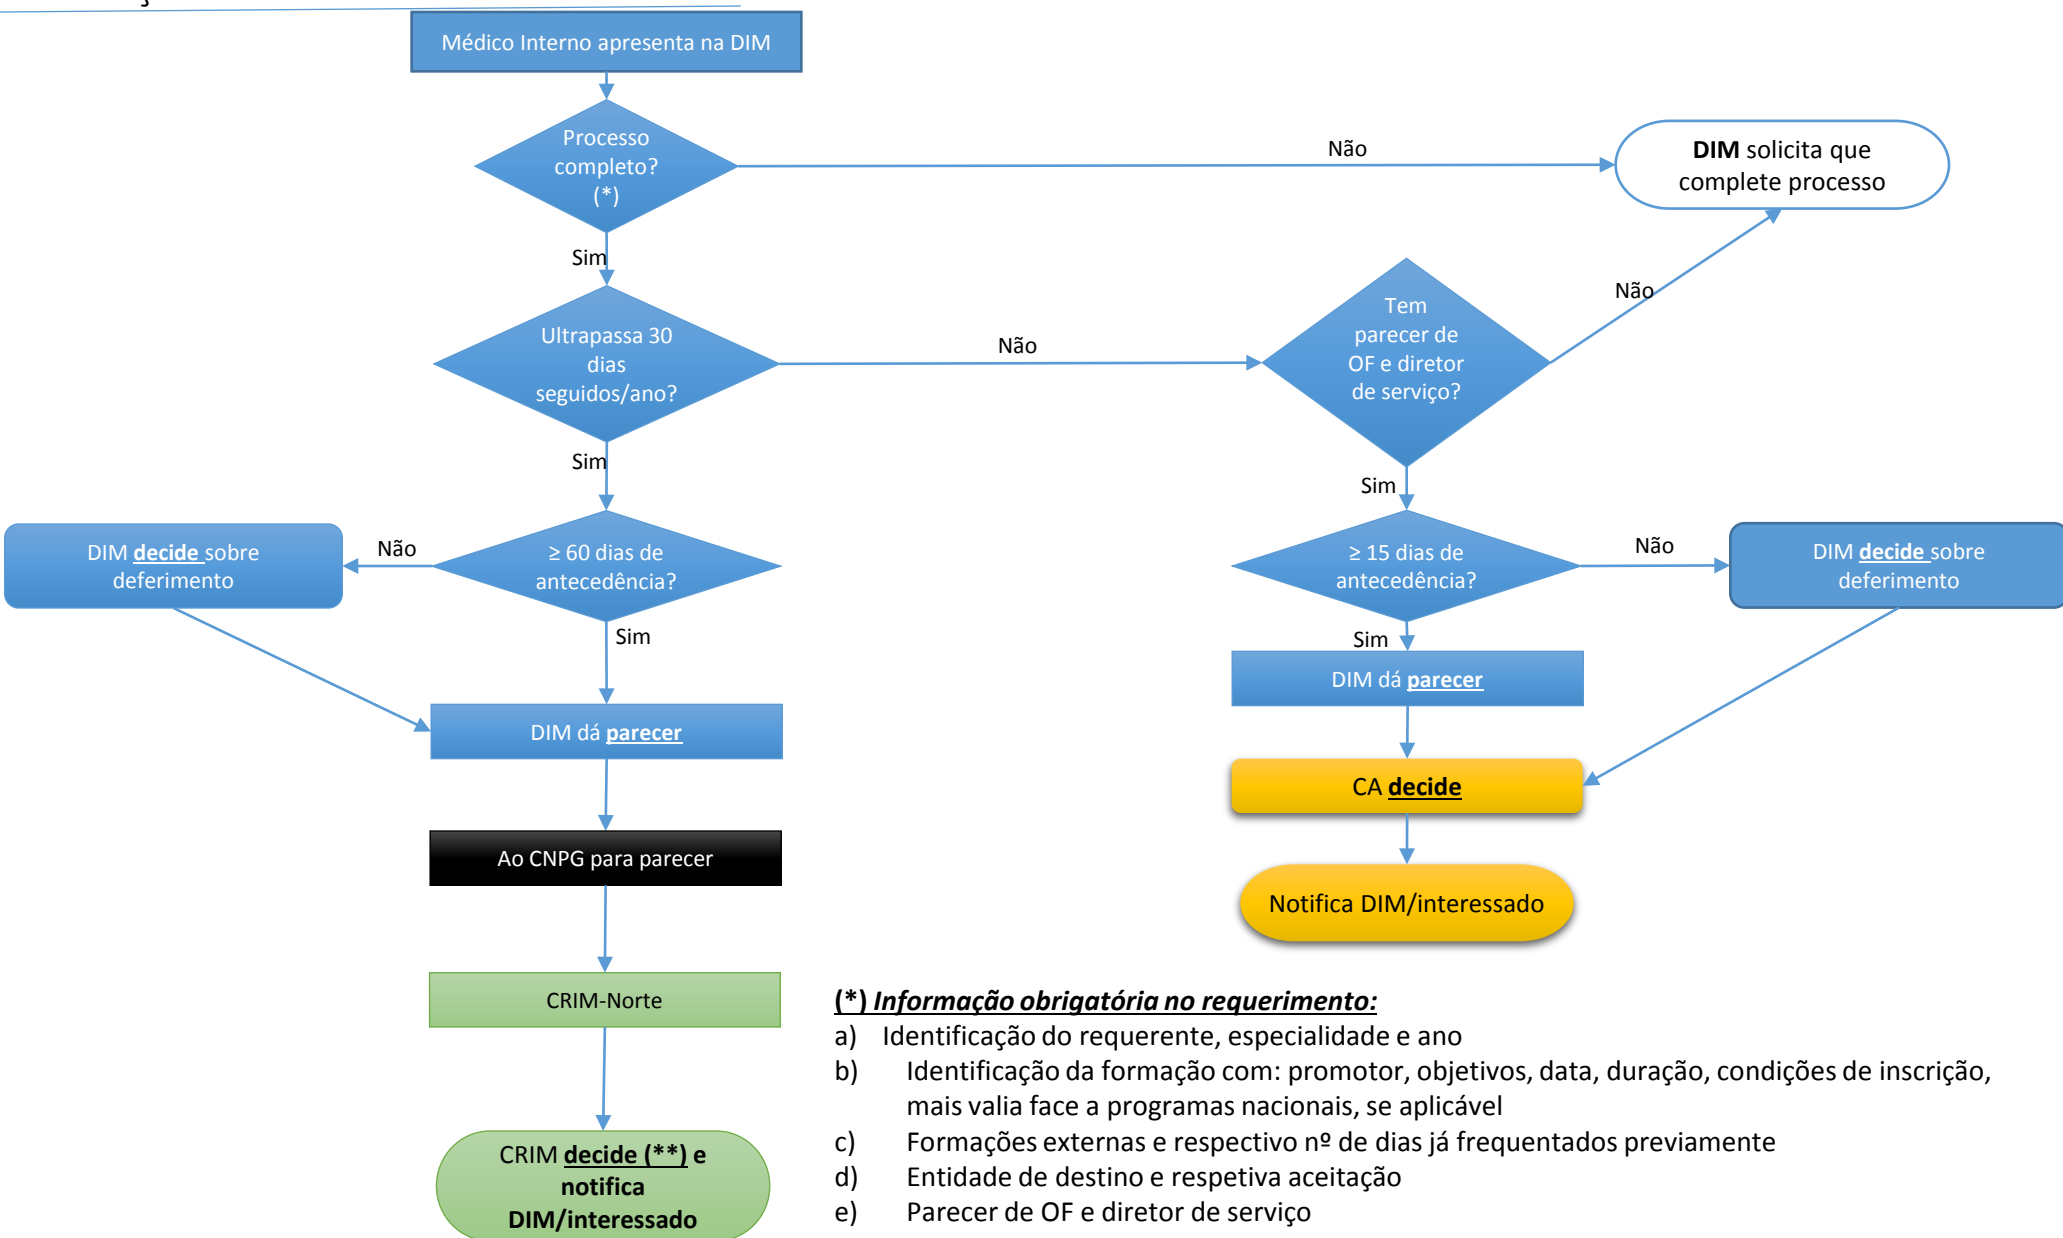 Médico Interno apresenta na DIM
Processo
completo?
(*)
Não
DIM solicita que
complete processo
Sim
Ultrapassa 30
dias
seguidos/ano?
Não
Tem
parecer de
OF e diretor
de serviço?
Não
Sim
Sim
DIM decide sobre
deferimento
Não
≥ 60 dias de
antecedência?
≥ 15 dias de
antecedência?
Não
DIM decide sobre
deferimento
Sim
Sim
DIM dá parecer
DIM dá parecer
CA decide
Ao CNPG para parecer
Notifica DIM/interessado
CRIM-Norte
CRIM decide (**) e
notifica
DIM/interessado
(*) Informação obrigatória no requerimento:
a) Identificação do requerente, especialidade e ano
b) Identificação da formação com: promotor, objetivos, data, duração, condições de inscrição,
mais valia face a programas nacionais, se aplicável
c) Formações externas e respectivo nº de dias já frequentados previamente
d) Entidade de destino e respetiva aceitação
e) Parecer de OF e diretor de serviço